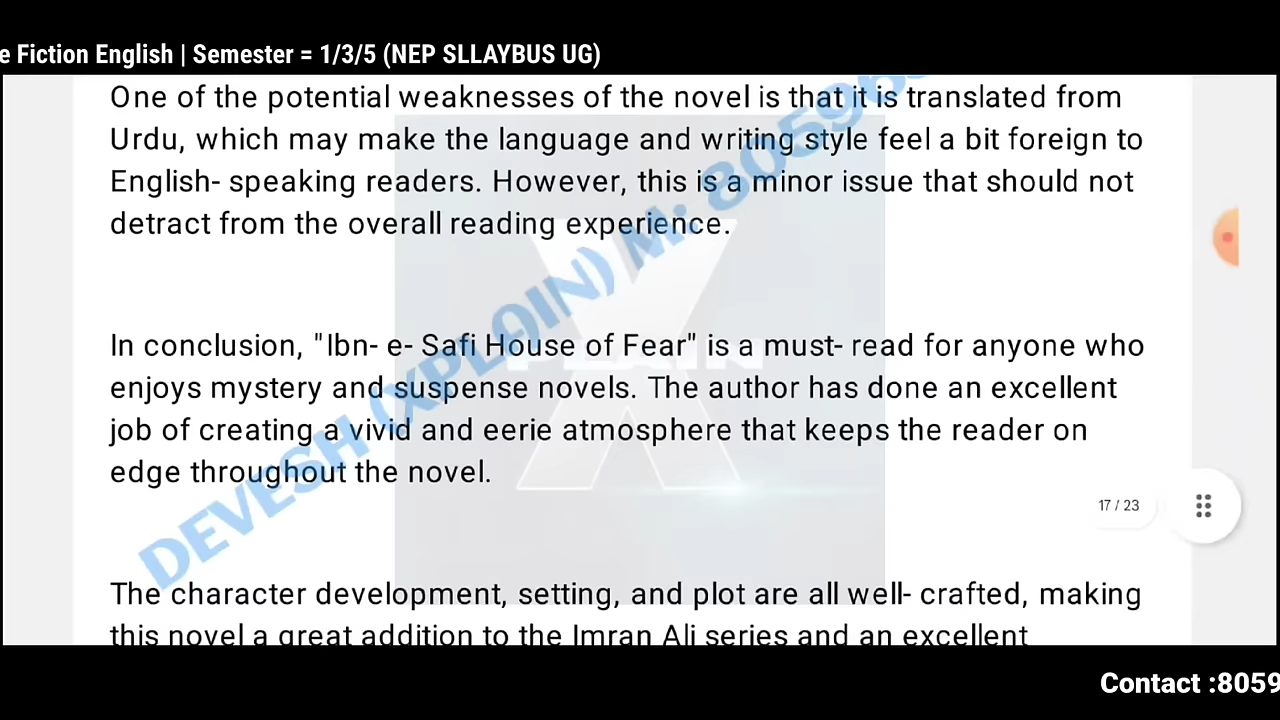 e Fiction English | Semester = 1/3/5 (NEP SLLAYBUS UG)
One of the potential weaknesses of the novel is that it is translated from
Urdu, which may make the language and writing style feel a bit foreign to
English- speaking readers. However, this is a minor issue that should not
detract from the overall reading experience.
In conclusion, "Ibn- e- Safi House of Fear" is a must- read for anyone who
enjoys mystery and suspense novels. The author has done an excellent
job of creating a vivid and eerie atmosphere that keeps the reader on
edge throughout the novel.
17 / 23
The character development, setting, and plot are all well- crafted, making
this novel a great addition to the Imran Ali series and an excellent
DEVESH (XPLAIN) M: 80596
Contact :8059